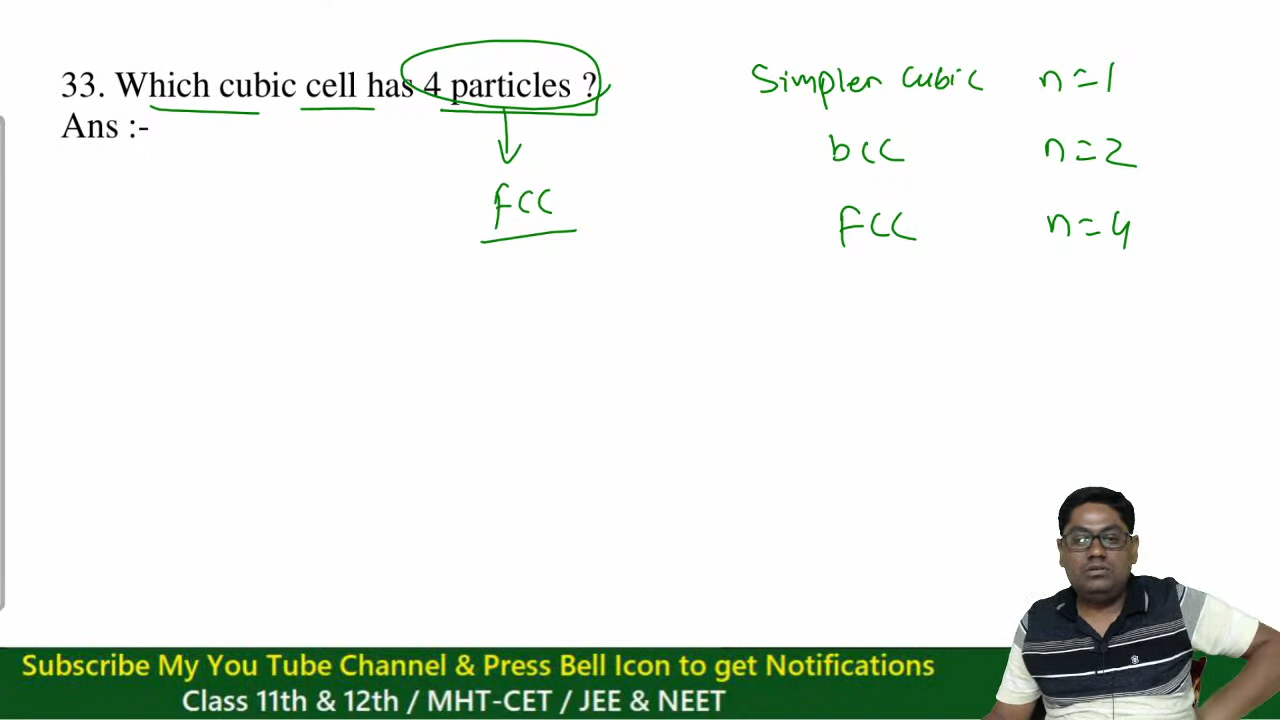 33. Which cubic cell has 4 particles ?
Ans :-
FCC
Simpler Cubic n=1
bcc n=2
FCC n=4
Subscribe My You Tube Channel & Press Bell Icon to get Notifications
Class 11th & 12th / MHT-CET / JEE & NEET